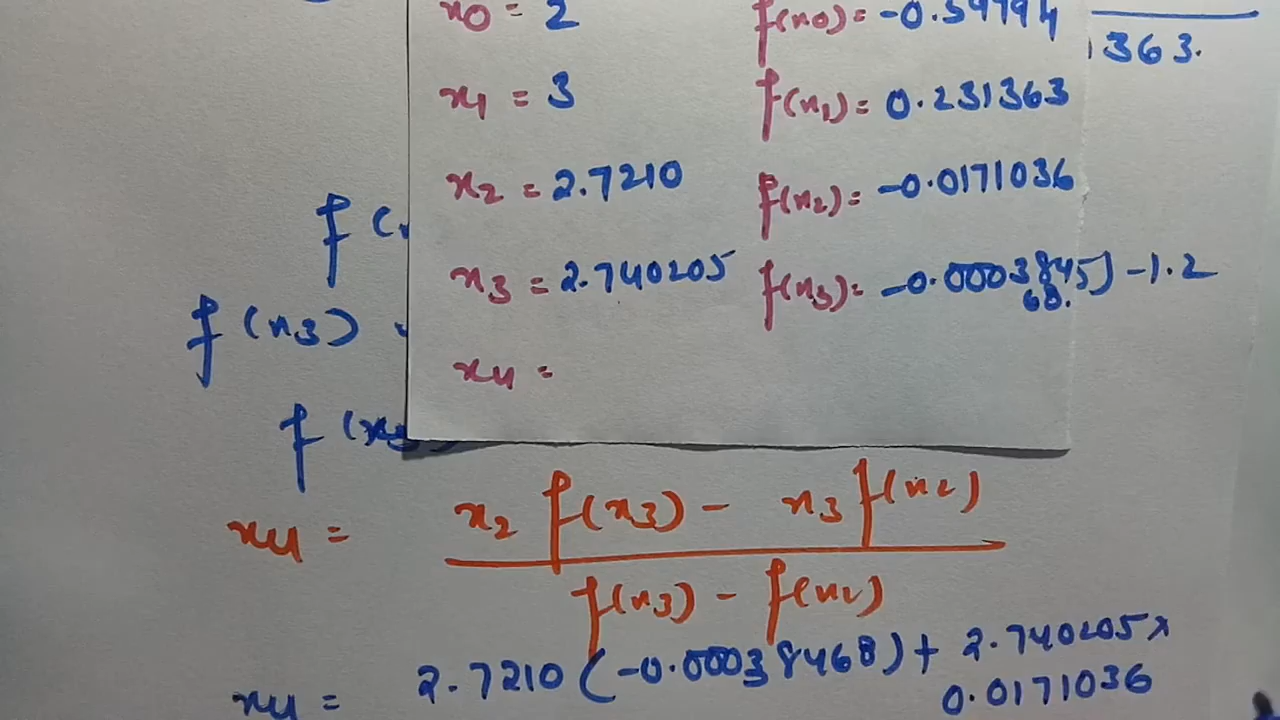 x0 = 2 f(x0) = -0.59794
x1 = 3 f(x1) = 0.231363
363.
x2 = 2.7210 f(x2) = -0.0171036
f(
x3 = 2.740205 f(x3) = -0.0003845) -1.2
68.
f(x3)
x4 =
f(x3)
x4 = x2 f(x3) - x3 f(x2)
f(x3) - f(x2)
x4 = 2.7210 (-0.00038468) + 2.740205 x
0.0171036